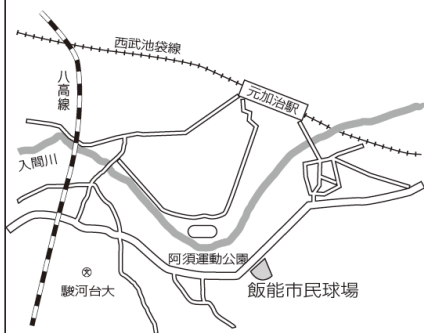 西武池袋線
八高線
元加治駅
入間川
阿須運動公園
駿河台大
飯能市民球場